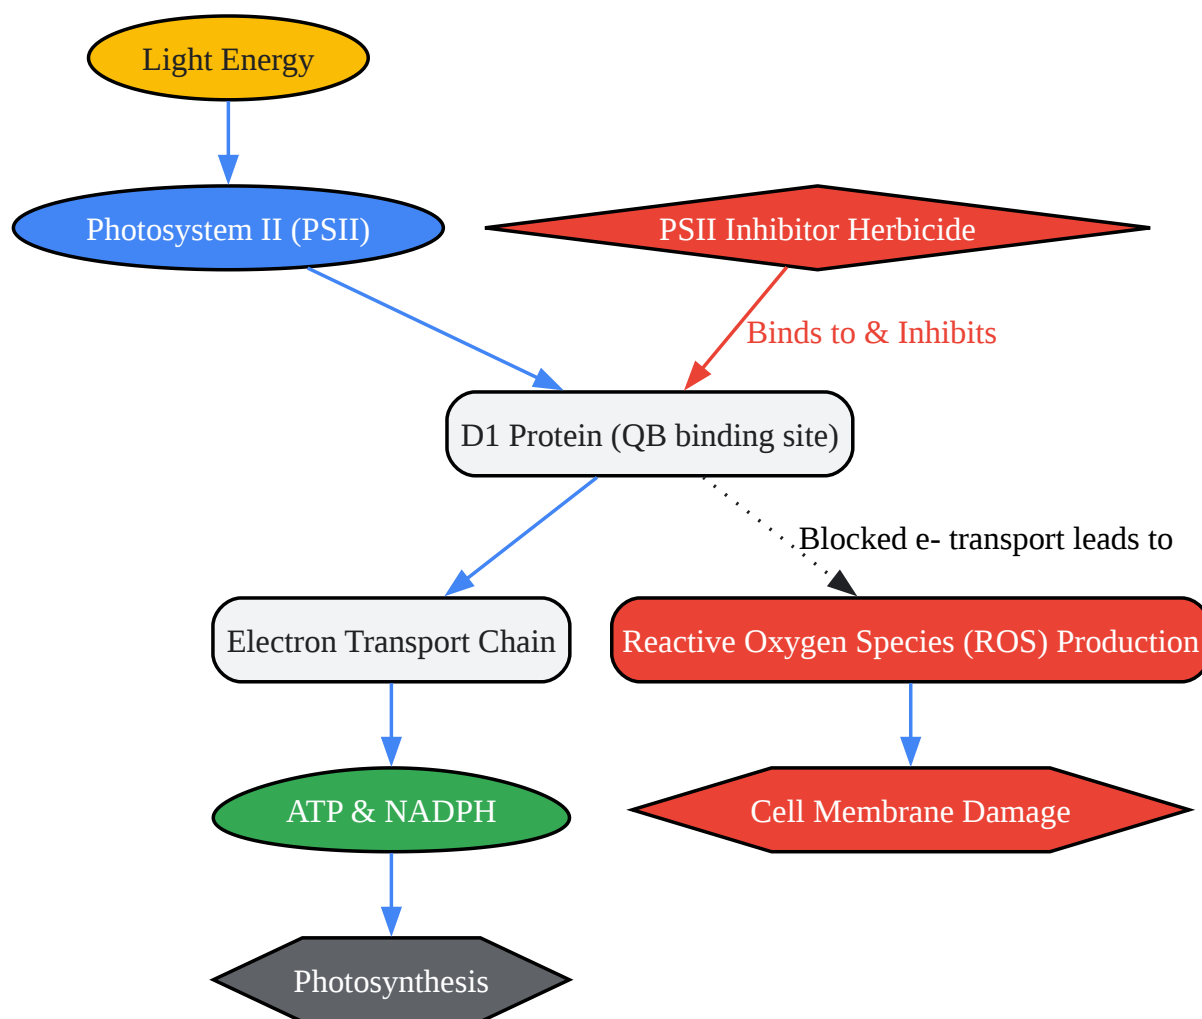 Light Energy
Photosystem II (PSII)
PSII Inhibitor Herbicide
Binds to & Inhibits
D1 Protein (QB binding site)
Blocked e- transport leads to
Electron Transport Chain
Reactive Oxygen Species (ROS) Production
ATP & NADPH
Cell Membrane Damage
Photosynthesis